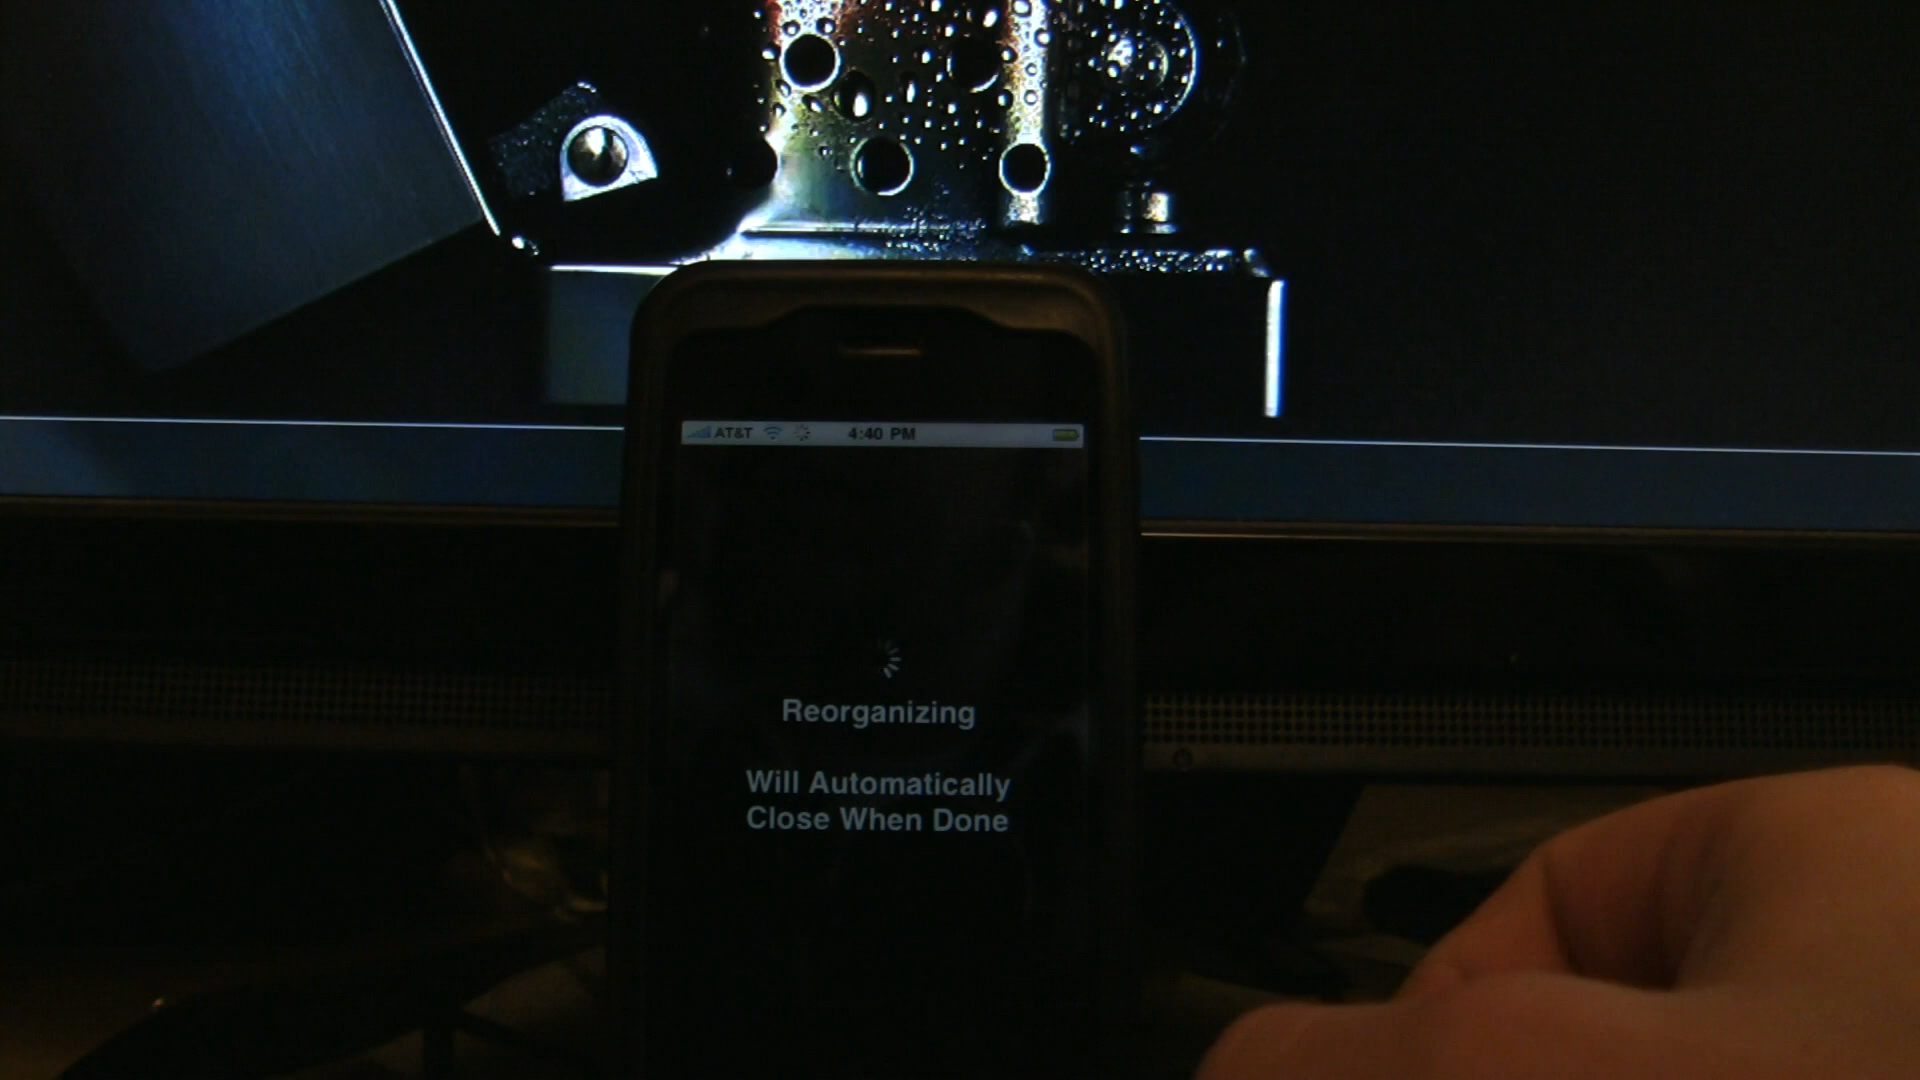 AT&T 4:40 PM
Reorganizing
Will Automatically
Close When Done